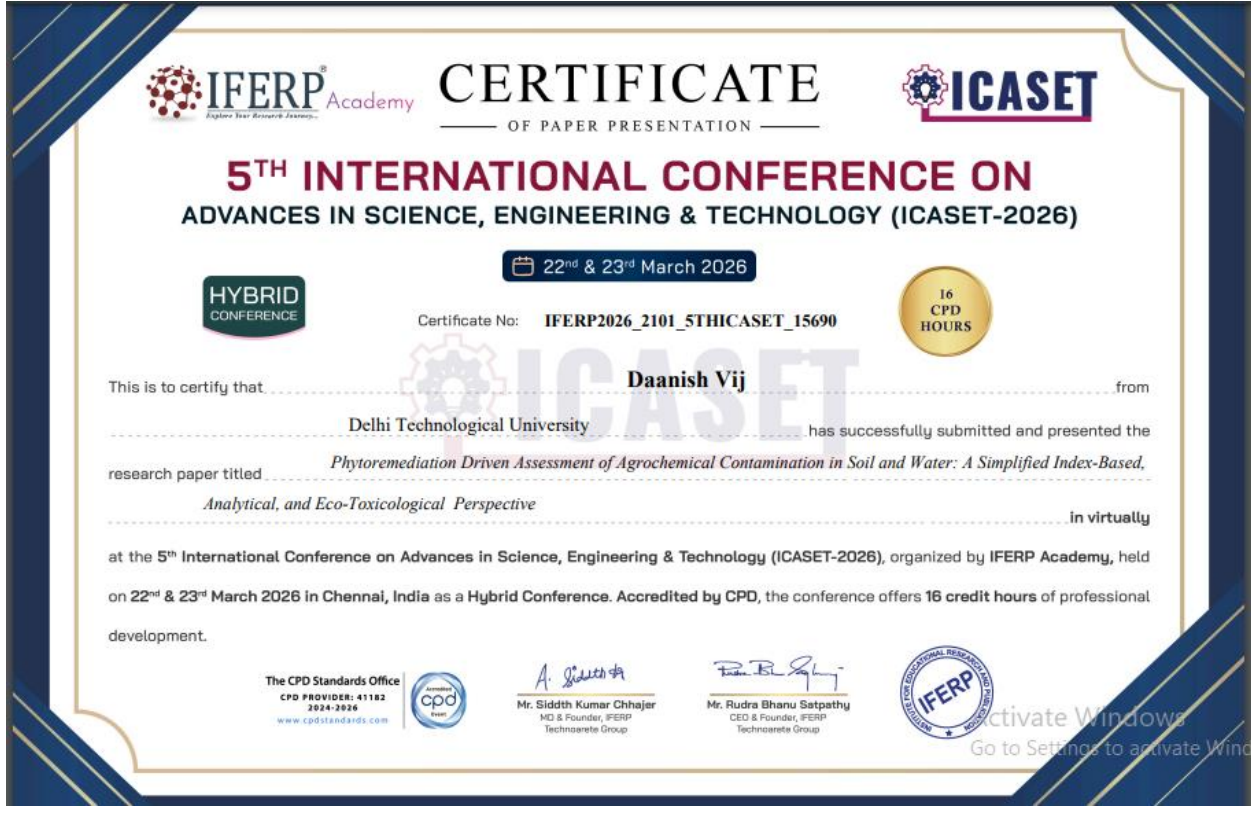 IFERP® Academy
Explore Your Research Journey...
CERTIFICATE
OF PAPER PRESENTATION
ICASET
5TH INTERNATIONAL CONFERENCE ON
ADVANCES IN SCIENCE, ENGINEERING & TECHNOLOGY (ICASET-2026)
22nd & 23rd March 2026
HYBRID
CONFERENCE
16
CPD
HOURS
Certificate No: IFERP2026_2101_5THICASET_15690
ICASET
This is to certify that Daanish Vij from
Delhi Technological University has successfully submitted and presented the
research paper titled Phytoremediation Driven Assessment of Agrochemical Contamination in Soil and Water: A Simplified Index-Based,
Analytical, and Eco-Toxicological Perspective
in virtually
at the 5th International Conference on Advances in Science, Engineering & Technology (ICASET-2026), organized by IFERP Academy, held
on 22nd & 23rd March 2026 in Chennai, India as a Hybrid Conference. Accredited by CPD, the conference offers 16 credit hours of professional
development.
The CPD Standards Office
CPD PROVIDER: 41182
2024-2026
www.cpdstandards.com
Accredited
cpd
Event
Mr. Siddth Kumar Chhajer
MD & Founder, IFERP
Technoarete Group
Mr. Rudra Bhanu Satpathy
CEO & Founder, IFERP
Technoarete Group
INSTITUTE FOR EDUCATIONAL RESEARCH AND PUBLICATION
IFERP
Activate Windows
Go to Settings to activate Wind